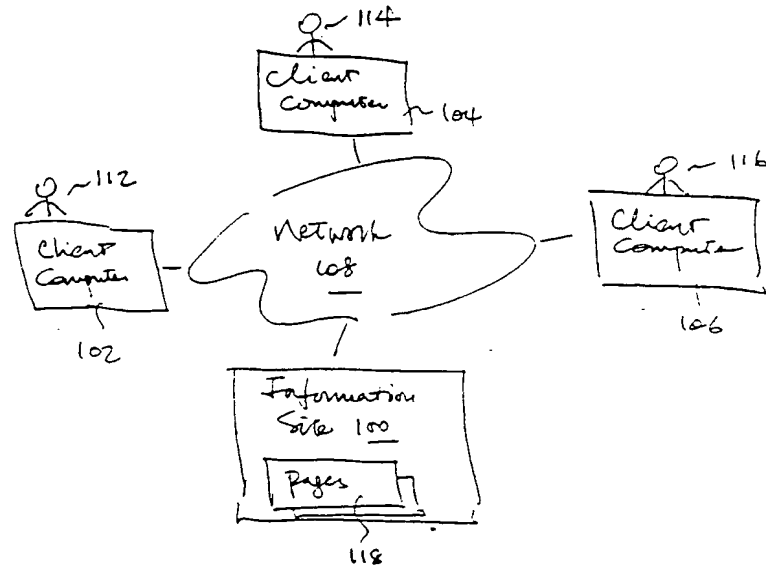 114
Client
Computer
104
112
116
Client
Computer
102
Network
108
Client
Computer
106
Information
Site 100
Pages
118